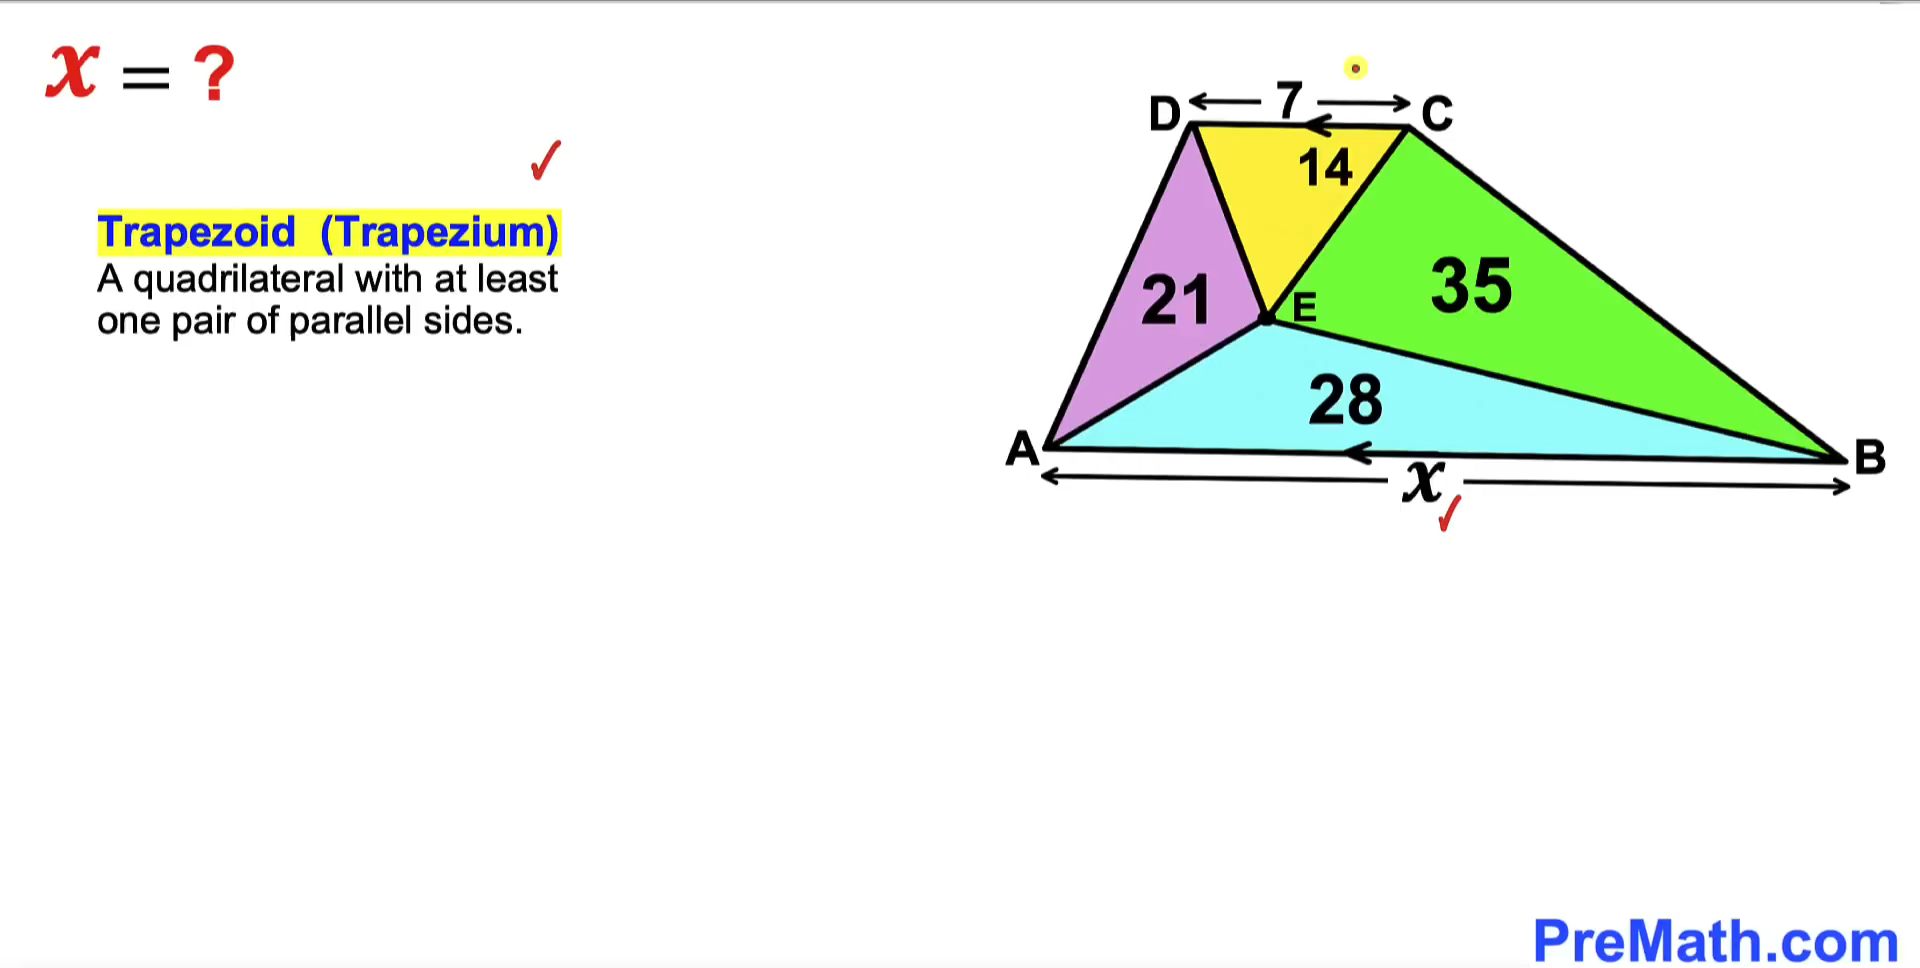 x = ?
Trapezoid (Trapezium)
A quadrilateral with at least
one pair of parallel sides.
D 7 C
14
21 E 35
28
A B
x
PreMath.com